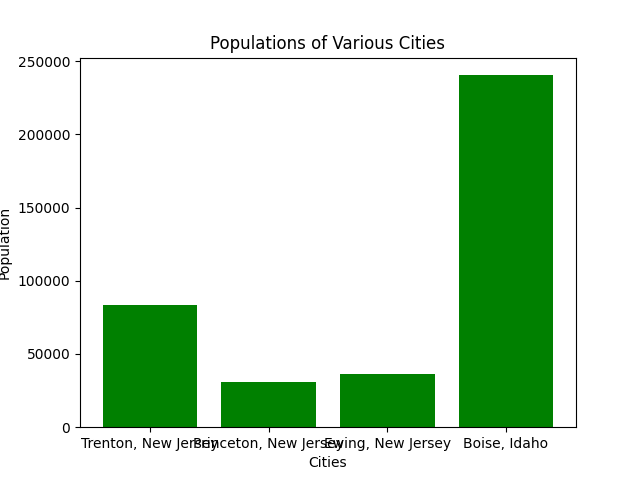 Populations of Various Cities
250000
200000
150000
100000
50000
0
Population
Trenton, New Jersey
Princeton, New Jersey
Ewing, New Jersey
Boise, Idaho
Cities